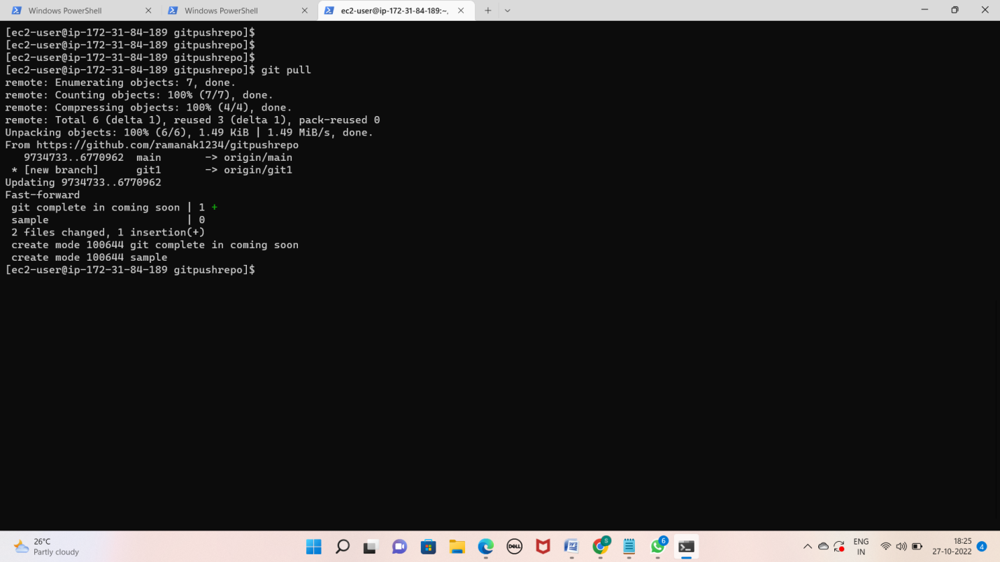 Windows PowerShell
Windows PowerShell
ec2-user@ip-172-31-84-189:~,
[ec2-user@ip-172-31-84-189 gitpushrepo]$
[ec2-user@ip-172-31-84-189 gitpushrepo]$
[ec2-user@ip-172-31-84-189 gitpushrepo]$
[ec2-user@ip-172-31-84-189 gitpushrepo]$ git pull
remote: Enumerating objects: 7, done.
remote: Counting objects: 100% (7/7), done.
remote: Compressing objects: 100% (4/4), done.
remote: Total 6 (delta 1), reused 3 (delta 1), pack-reused 0
Unpacking objects: 100% (6/6), 1.49 KiB | 1.49 MiB/s, done.
From https://github.com/ramanak1234/gitpushrepo
   9734733..6770962  main       -> origin/main
 * [new branch]      git1       -> origin/git1
Updating 9734733..6770962
Fast-forward
 git complete in coming soon | 1 +
 sample                      | 0
 2 files changed, 1 insertion(+)
 create mode 100644 git complete in coming soon
 create mode 100644 sample
[ec2-user@ip-172-31-84-189 gitpushrepo]$
26°C
Partly cloudy
DELL
W
S
6
ENG
IN
18:25
27-10-2022
4